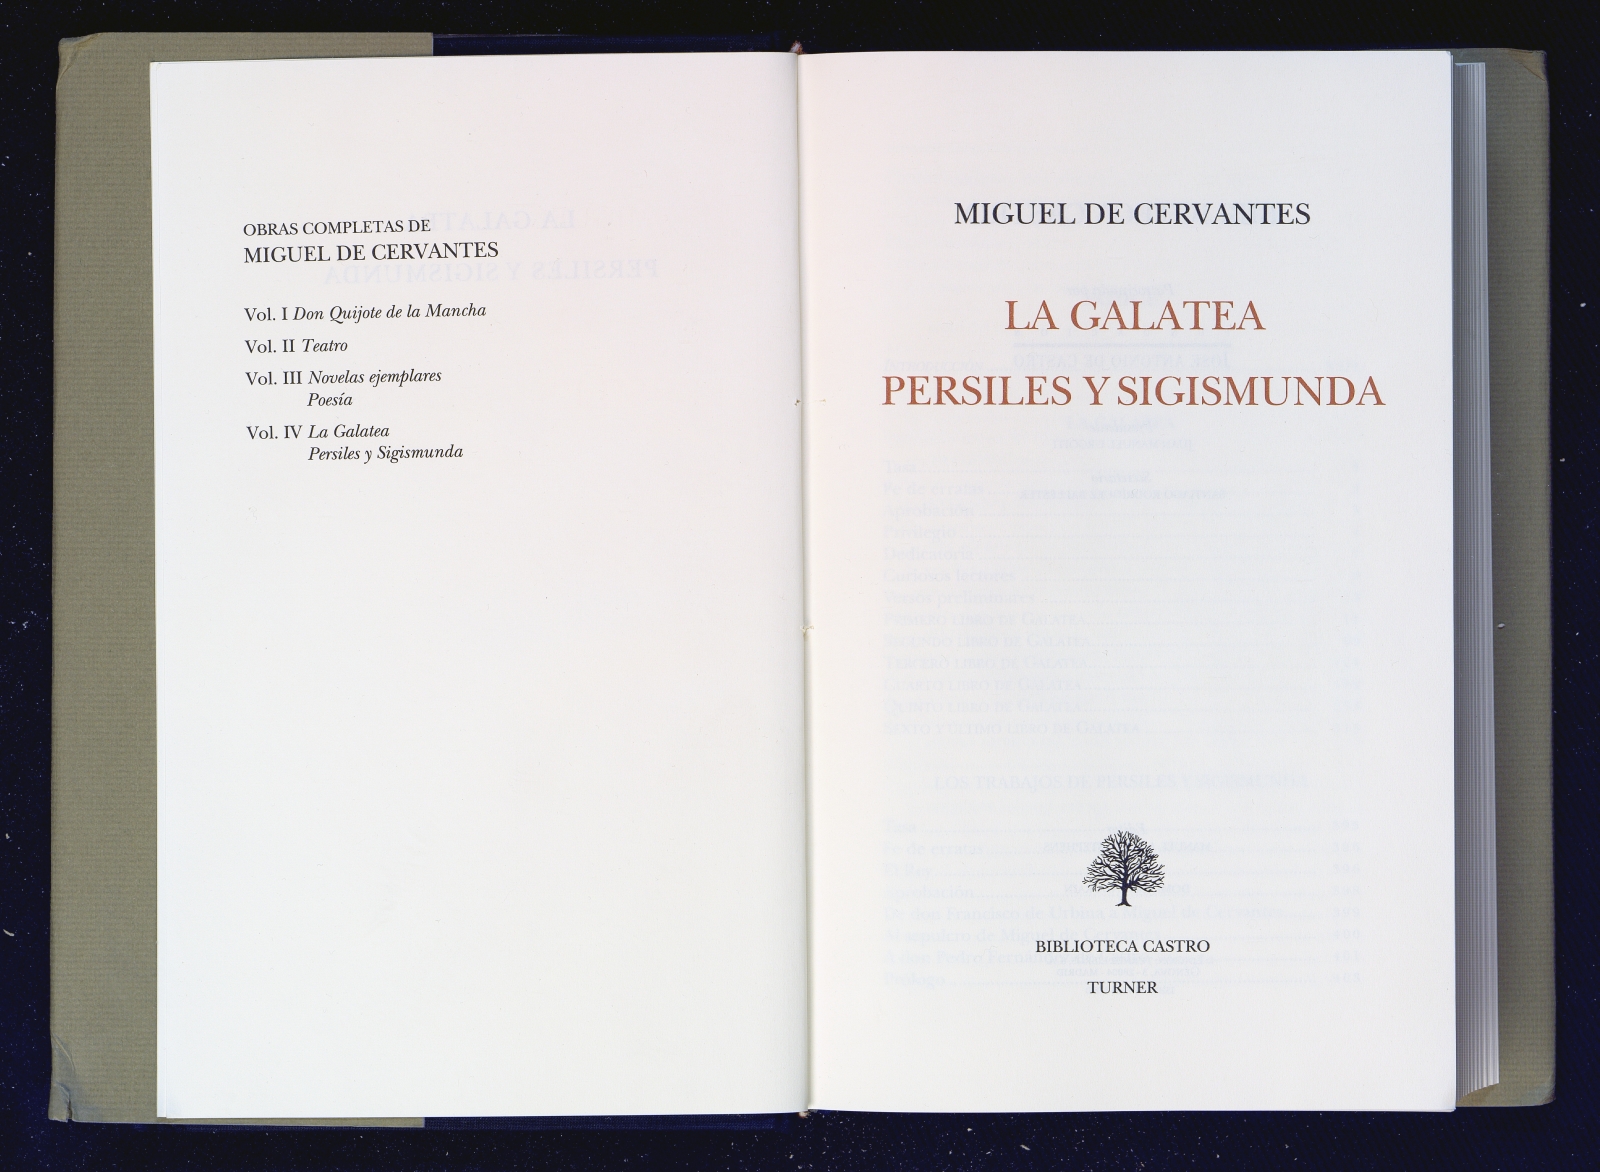 OBRAS COMPLETAS DE
MIGUEL DE CERVANTES
Vol. I Don Quijote de la Mancha
Vol. II Teatro
Vol. III Novelas ejemplares
Poesía
Vol. IV La Galatea
Persiles y Sigismunda
MIGUEL DE CERVANTES
LA GALATEA
PERSILES Y SIGISMUNDA
BIBLIOTECA CASTRO
TURNER